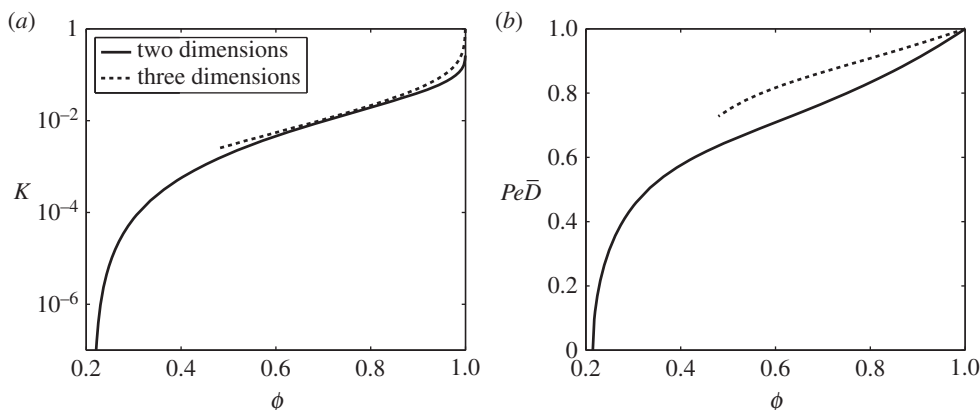 (a)
1
two dimensions
three dimensions
10⁻²
K
10⁻⁴
10⁻⁶
0.2 0.4 0.6 0.8 1.0
ϕ
(b)
1.0
0.8
0.6
PeD̅
0.4
0.2
0
0.2 0.4 0.6 0.8 1.0
ϕ